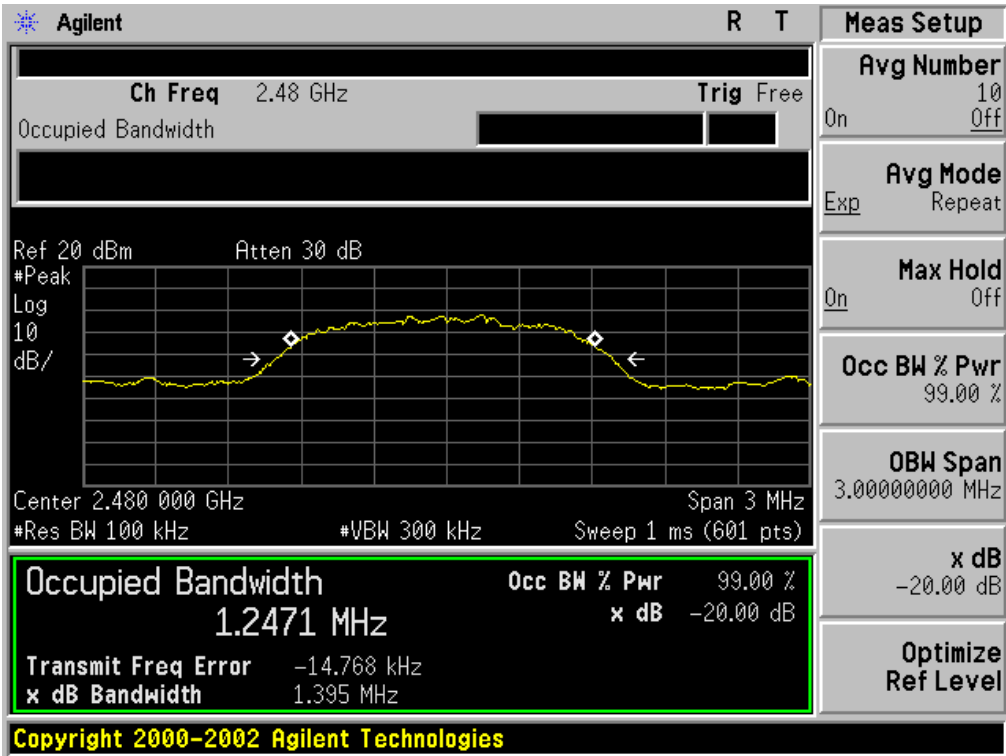 Agilent R T
Ch Freq 2.48 GHz Trig Free
Occupied Bandwidth
Ref 20 dBm Atten 30 dB
#Peak
Log
10
dB/
Center 2.480 000 GHz Span 3 MHz
#Res BW 100 kHz #VBW 300 kHz Sweep 1 ms (601 pts)
Occupied Bandwidth Occ BW % Pwr 99.00 %
1.2471 MHz x dB -20.00 dB
Transmit Freq Error -14.768 kHz
x dB Bandwidth 1.395 MHz
Copyright 2000-2002 Agilent Technologies
Meas Setup
Avg Number
10
On Off
Avg Mode
Exp Repeat
Max Hold
On Off
Occ BW % Pwr
99.00 %
OBW Span
3.00000000 MHz
x dB
-20.00 dB
Optimize
Ref Level